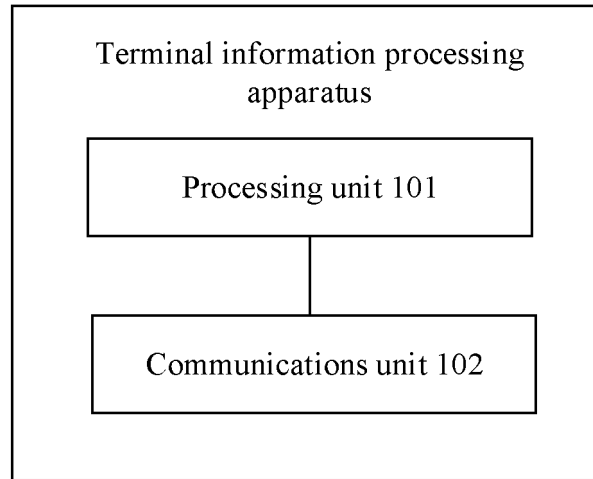 Terminal information processing
apparatus
Processing unit 101
Communications unit 102